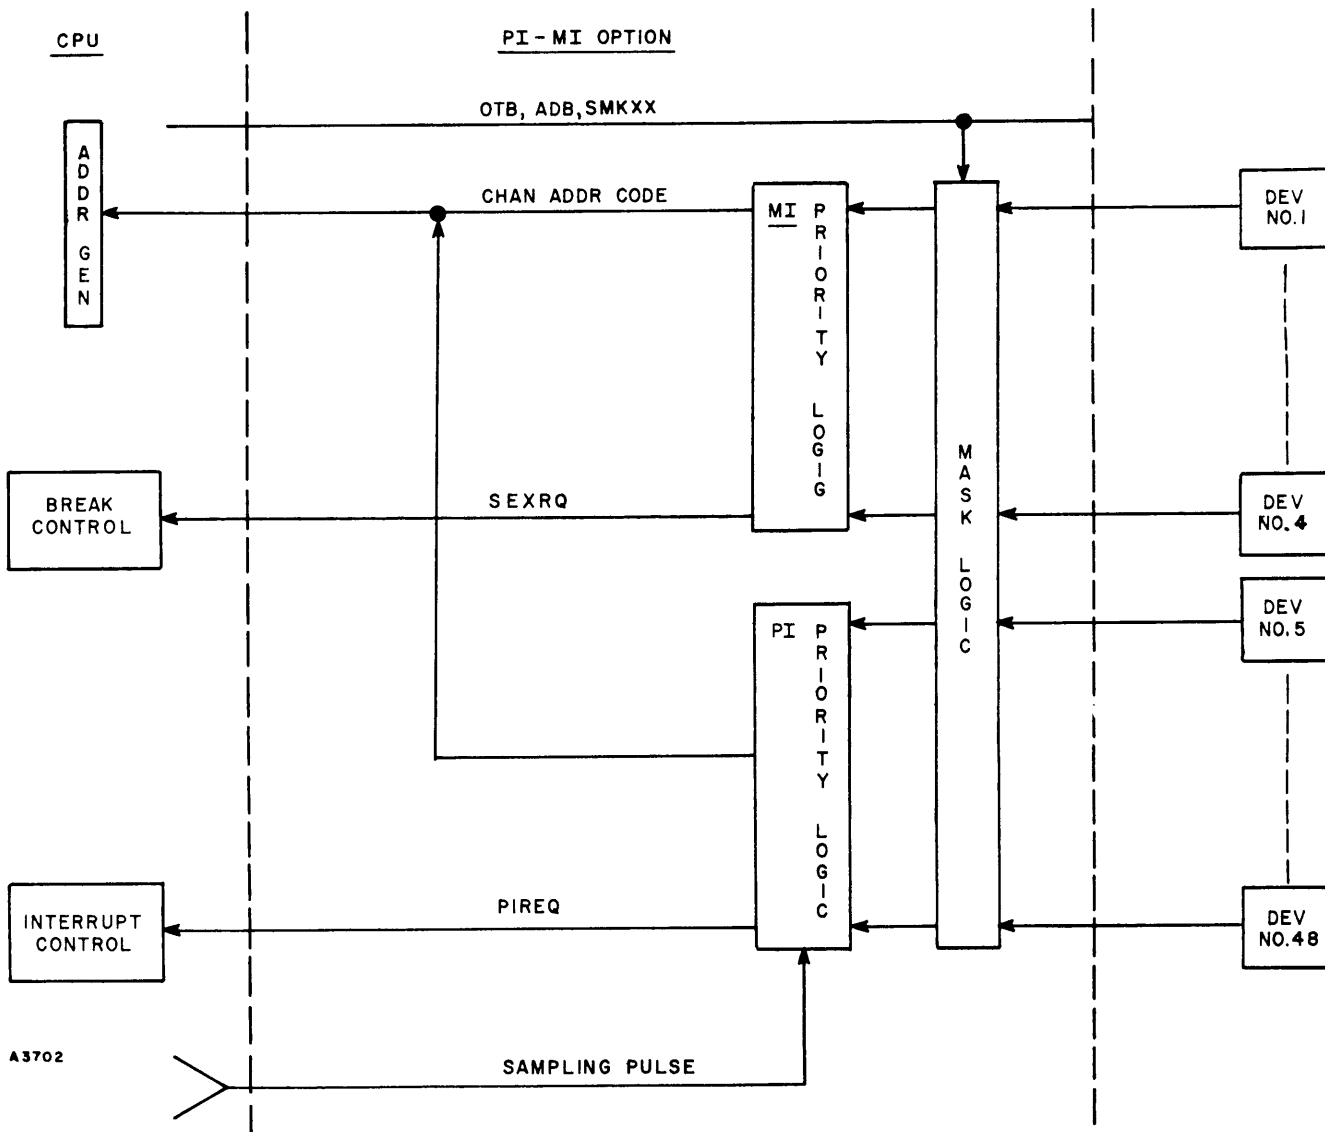 CPU
PI-MI OPTION
OTB, ADB, SMKXX
ADDR GEN
CHAN ADDR CODE
MI
PRIORITY LOGIG
DEV
NO.1
MASK LOGIC
BREAK
CONTROL
SEXRQ
DEV
NO.4
PI
PRIORITY LOGIC
DEV
NO.5
INTERRUPT
CONTROL
PIREQ
DEV
NO.48
A3702
SAMPLING PULSE